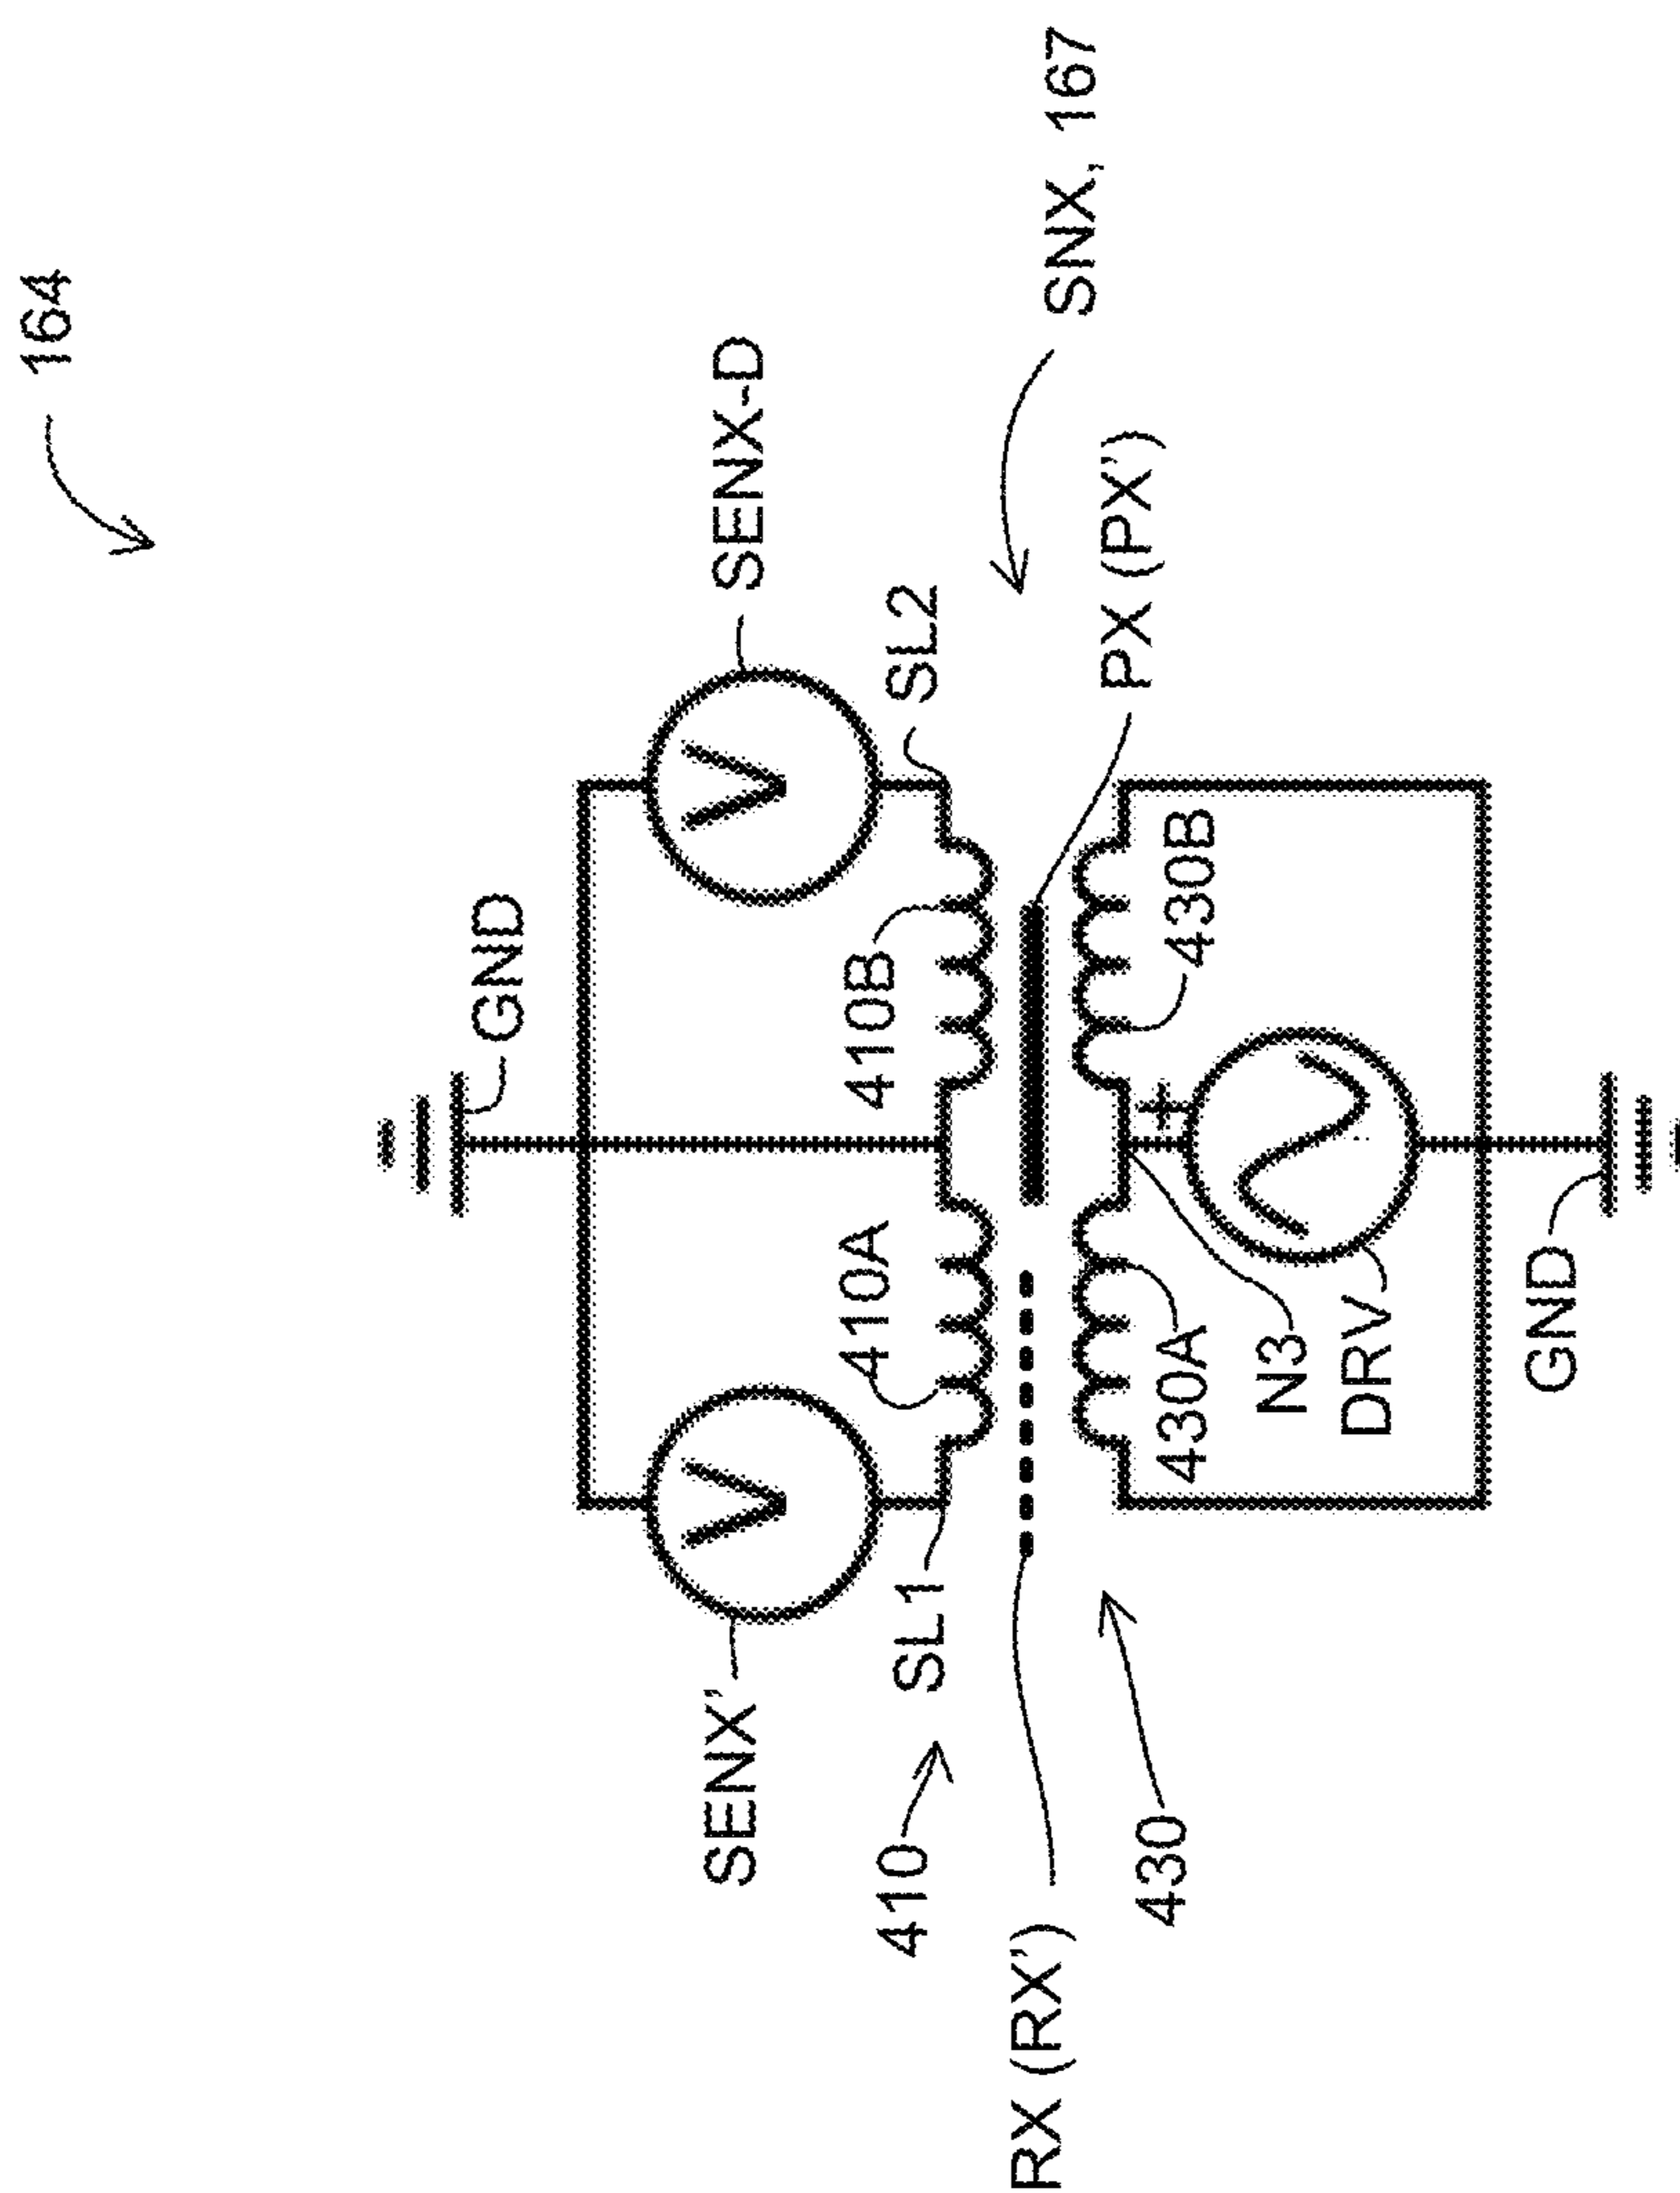 164
GND
SENX'
SENX-D
V
V
SL1
SL2
410
410A
410B
SNX, 167
RX (RX')
PX (PX')
430
430A
430B
+
N3
DRV
GND